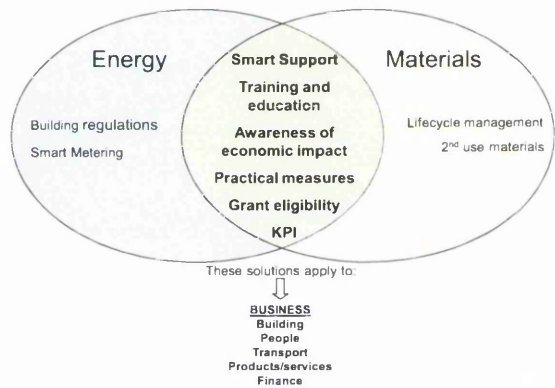 Energy
Building regulations
Smart Metering
Smart Support
Training and
education
Awareness of
economic impact
Practical measures
Grant eligibility
KPI
Materials
Lifecycle management
2nd use materials
These solutions apply to:
BUSINESS
Building
People
Transport
Products/services
Finance